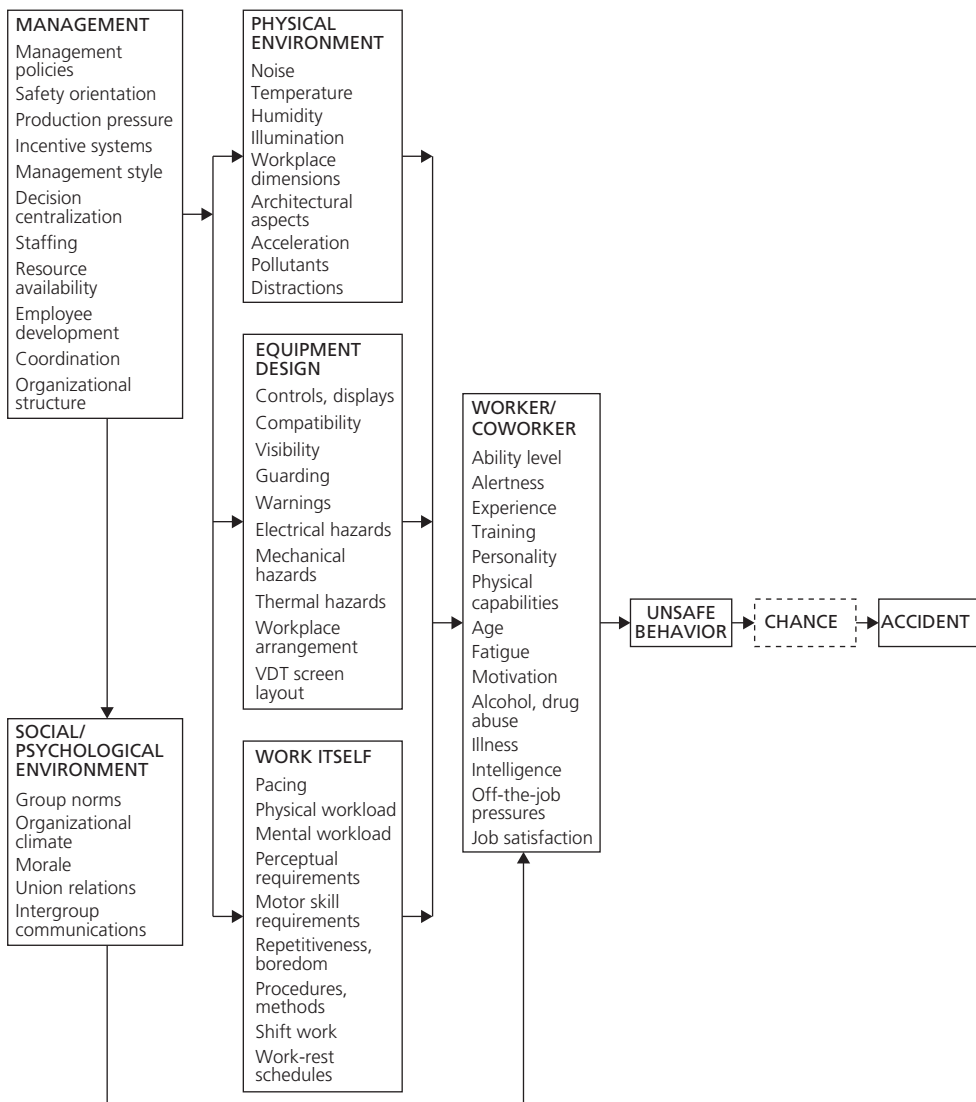 MANAGEMENT
Management
policies
Safety orientation
Production pressure
Incentive systems
Management style
Decision
centralization
Staffing
Resource
availability
Employee
development
Coordination
Organizational
structure
SOCIAL/
PSYCHOLOGICAL
ENVIRONMENT
Group norms
Organizational
climate
Morale
Union relations
Intergroup
communications
PHYSICAL
ENVIRONMENT
Noise
Temperature
Humidity
Illumination
Workplace
dimensions
Architectural
aspects
Acceleration
Pollutants
Distractions
EQUIPMENT
DESIGN
Controls, displays
Compatibility
Visibility
Guarding
Warnings
Electrical hazards
Mechanical
hazards
Thermal hazards
Workplace
arrangement
VDT screen
layout
WORK ITSELF
Pacing
Physical workload
Mental workload
Perceptual
requirements
Motor skill
requirements
Repetitiveness,
boredom
Procedures,
methods
Shift work
Work-rest
schedules
WORKER/
COWORKER
Ability level
Alertness
Experience
Training
Personality
Physical
capabilities
Age
Fatigue
Motivation
Alcohol, drug
abuse
Illness
Intelligence
Off-the-job
pressures
Job satisfaction
UNSAFE
BEHAVIOR
CHANCE
ACCIDENT